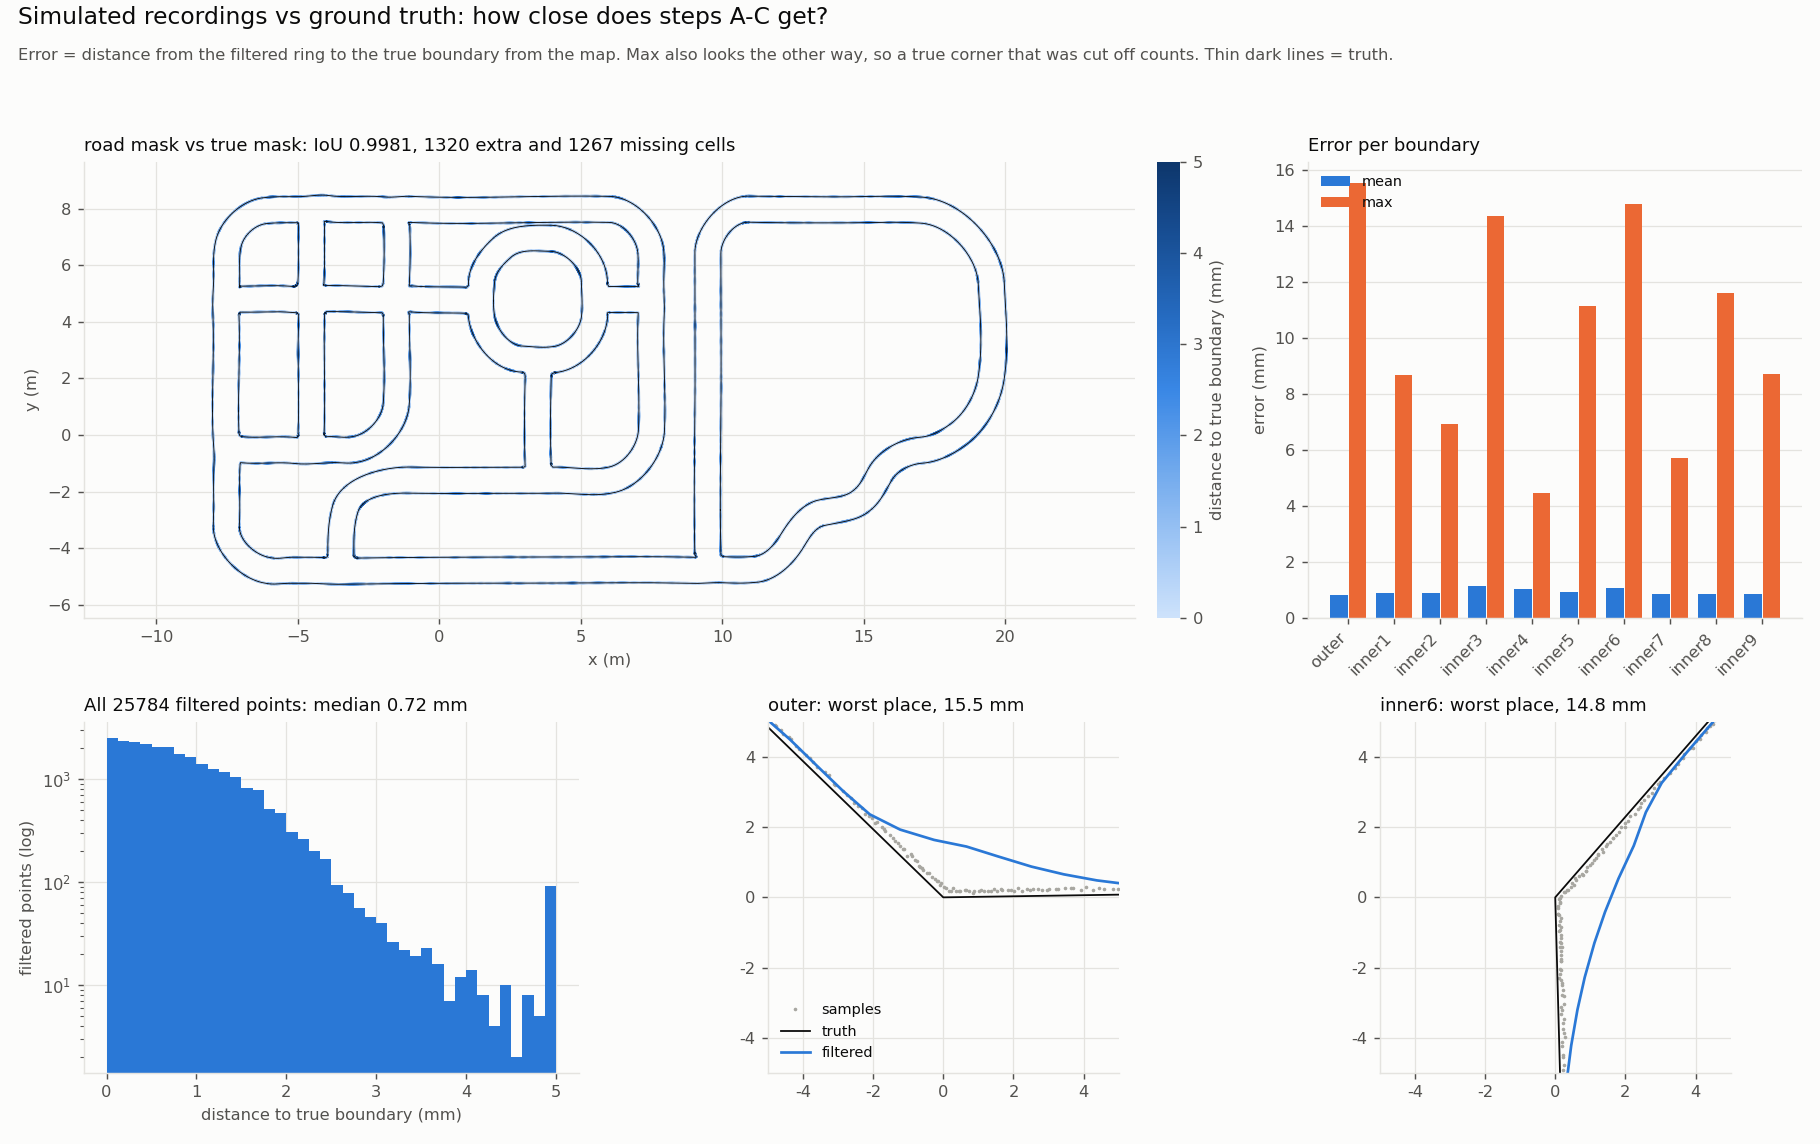 Simulated recordings vs ground truth: how close does steps A-C get?
Error = distance from the filtered ring to the true boundary from the map. Max also looks the other way, so a true corner that was cut off counts. Thin dark lines = truth.
road mask vs true mask: IoU 0.9981, 1320 extra and 1267 missing cells
8
6
4
2
0
−2
−4
−6
y (m)
−10
−5
0
5
10
15
20
x (m)
5
4
3
2
1
0
distance to true boundary (mm)
Error per boundary
mean
max
16
14
12
10
8
6
4
2
0
error (mm)
outer
inner1
inner2
inner3
inner4
inner5
inner6
inner7
inner8
inner9
All 25784 filtered points: median 0.72 mm
10³
10²
10¹
filtered points (log)
0
1
2
3
4
5
distance to true boundary (mm)
outer: worst place, 15.5 mm
4
2
0
-2
-4
samples
truth
filtered
-4
-2
0
2
4
inner6: worst place, 14.8 mm
4
2
0
-2
-4
-4
-2
0
2
4